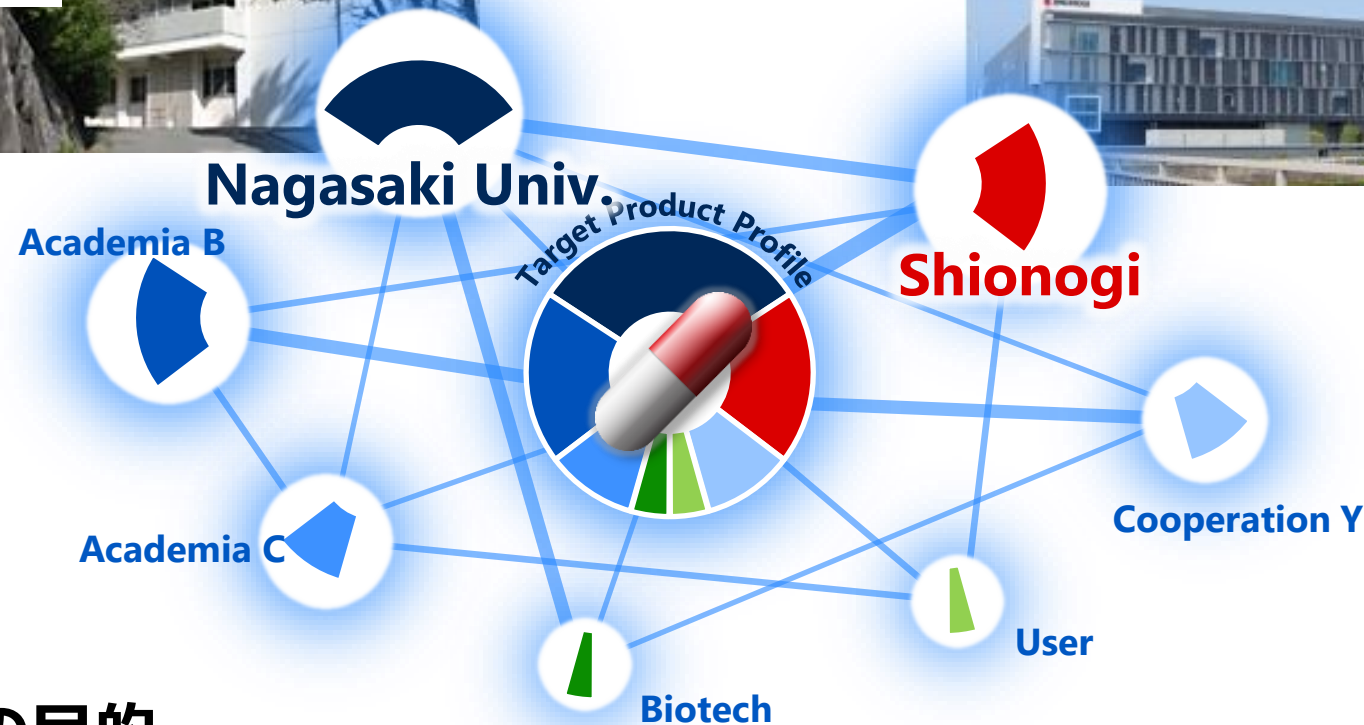 Nagasaki Univ.
Target Product Profile
Academia B
Shionogi
Cooperation Y
Academia C
User
Biotech
の目的